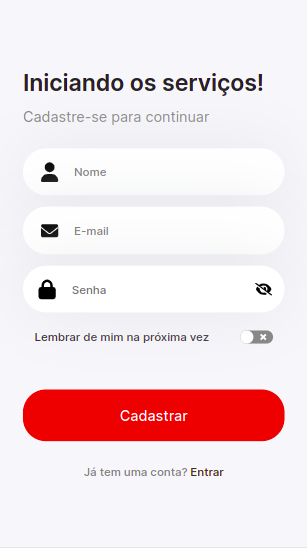 Iniciando os serviços!
Cadastre-se para continuar
Nome
E-mail
Senha
Lembrar de mim na próxima vez
Cadastrar
Já tem uma conta? Entrar